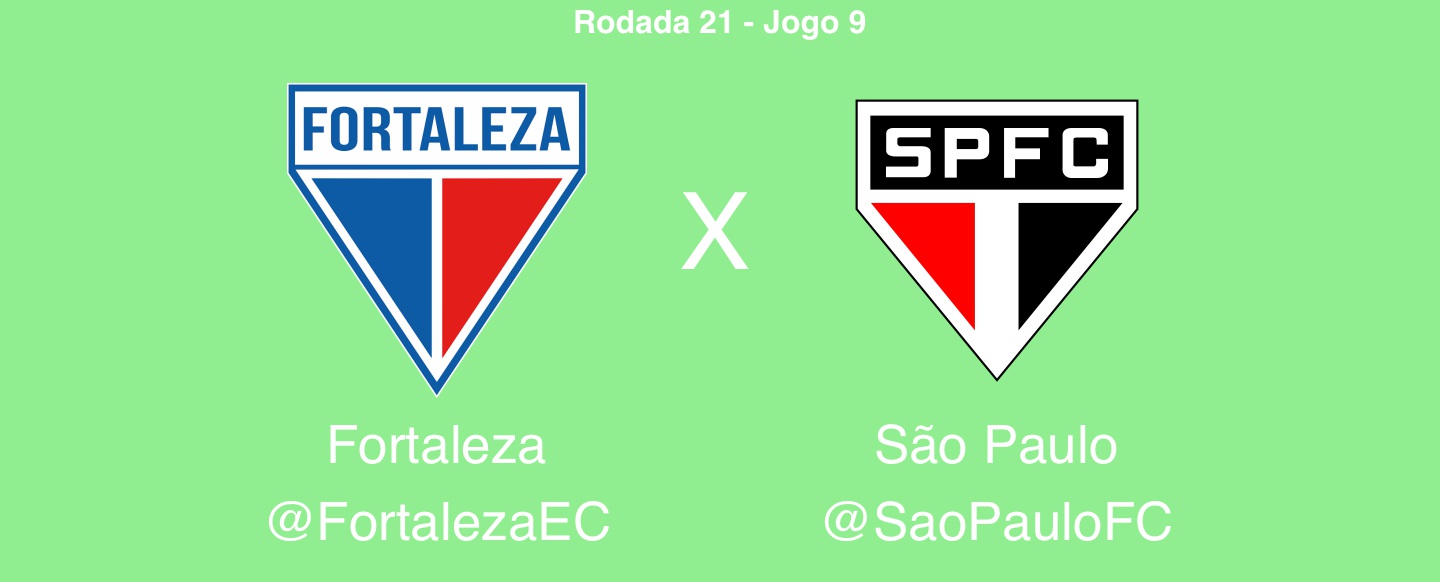 Rodada 21 - Jogo 9
FORTALEZA
SPFC
X
Fortaleza
São Paulo
@FortalezaEC
@SaoPauloFC